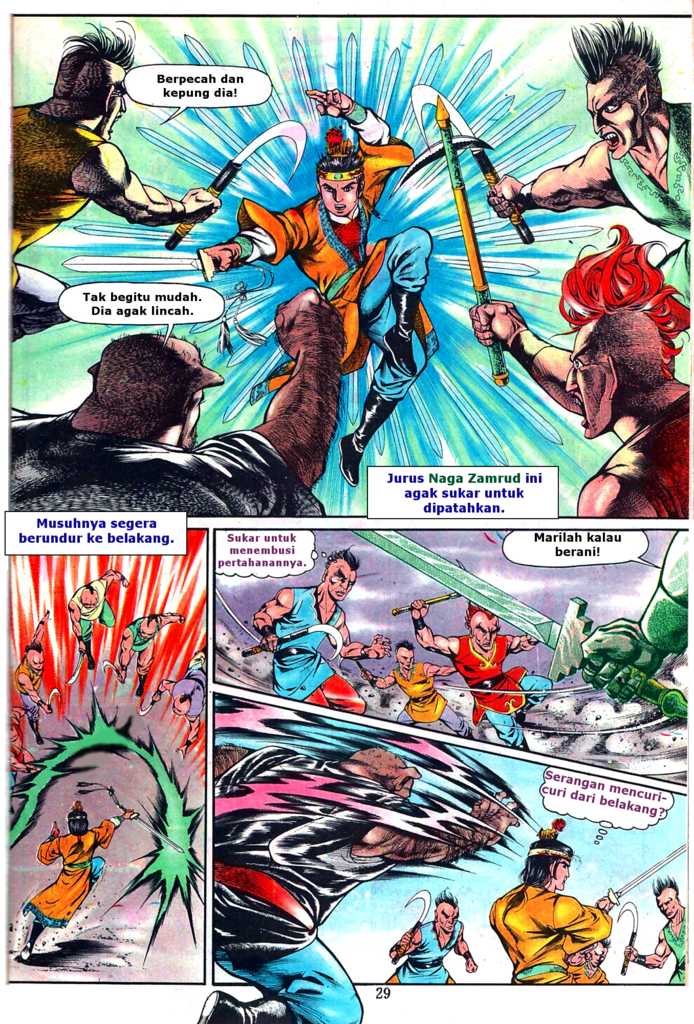 Berpecah dan
kepung dia!
Tak begitu mudah.
Dia agak lincah.
Jurus Naga Zamrud ini
agak sukar untuk
dipatahkan.
Musuhnya segera
berundur ke belakang.
Sukar untuk
menembusi
pertahanannya.
Marilah kalau
berani!
Serangan mencuri-
curi dari belakang?
29